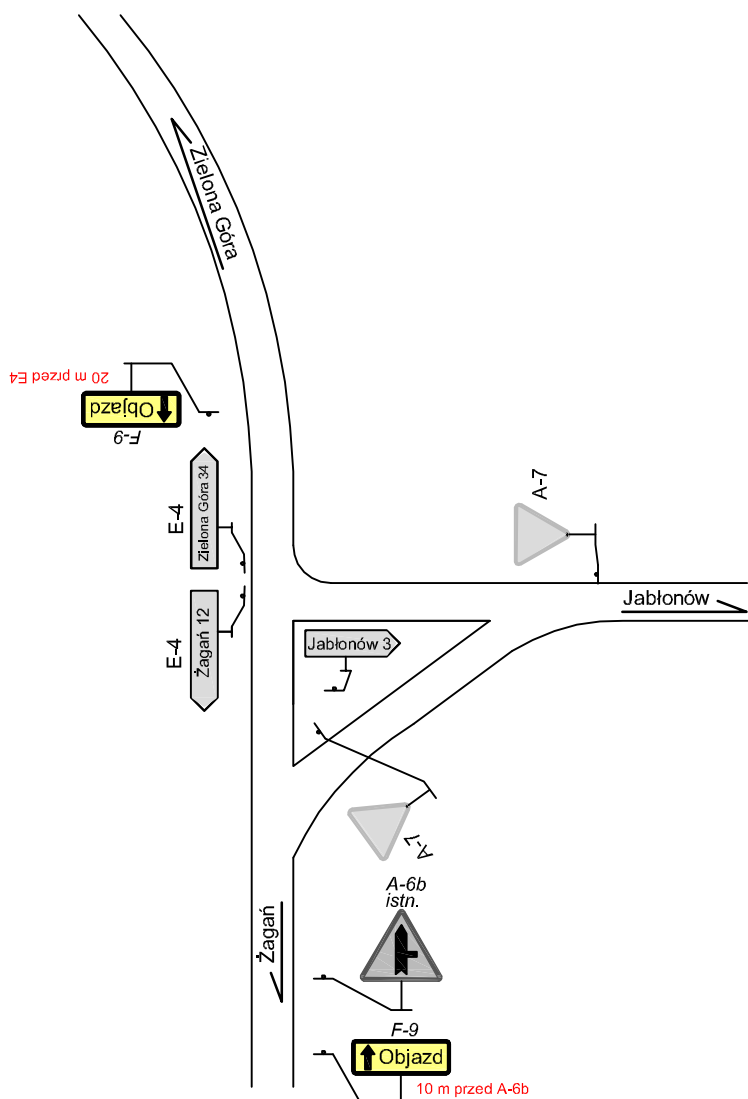 Zielona Góra
20 m przed E4
Objazd
F-9
E-4
Zielona Góra 34
A-7
E-4
Żagań 12
Jabłonów
Jabłonów 3
A-7
A-6b
istn.
Żagań
F-9
Objazd
10 m przed A-6b